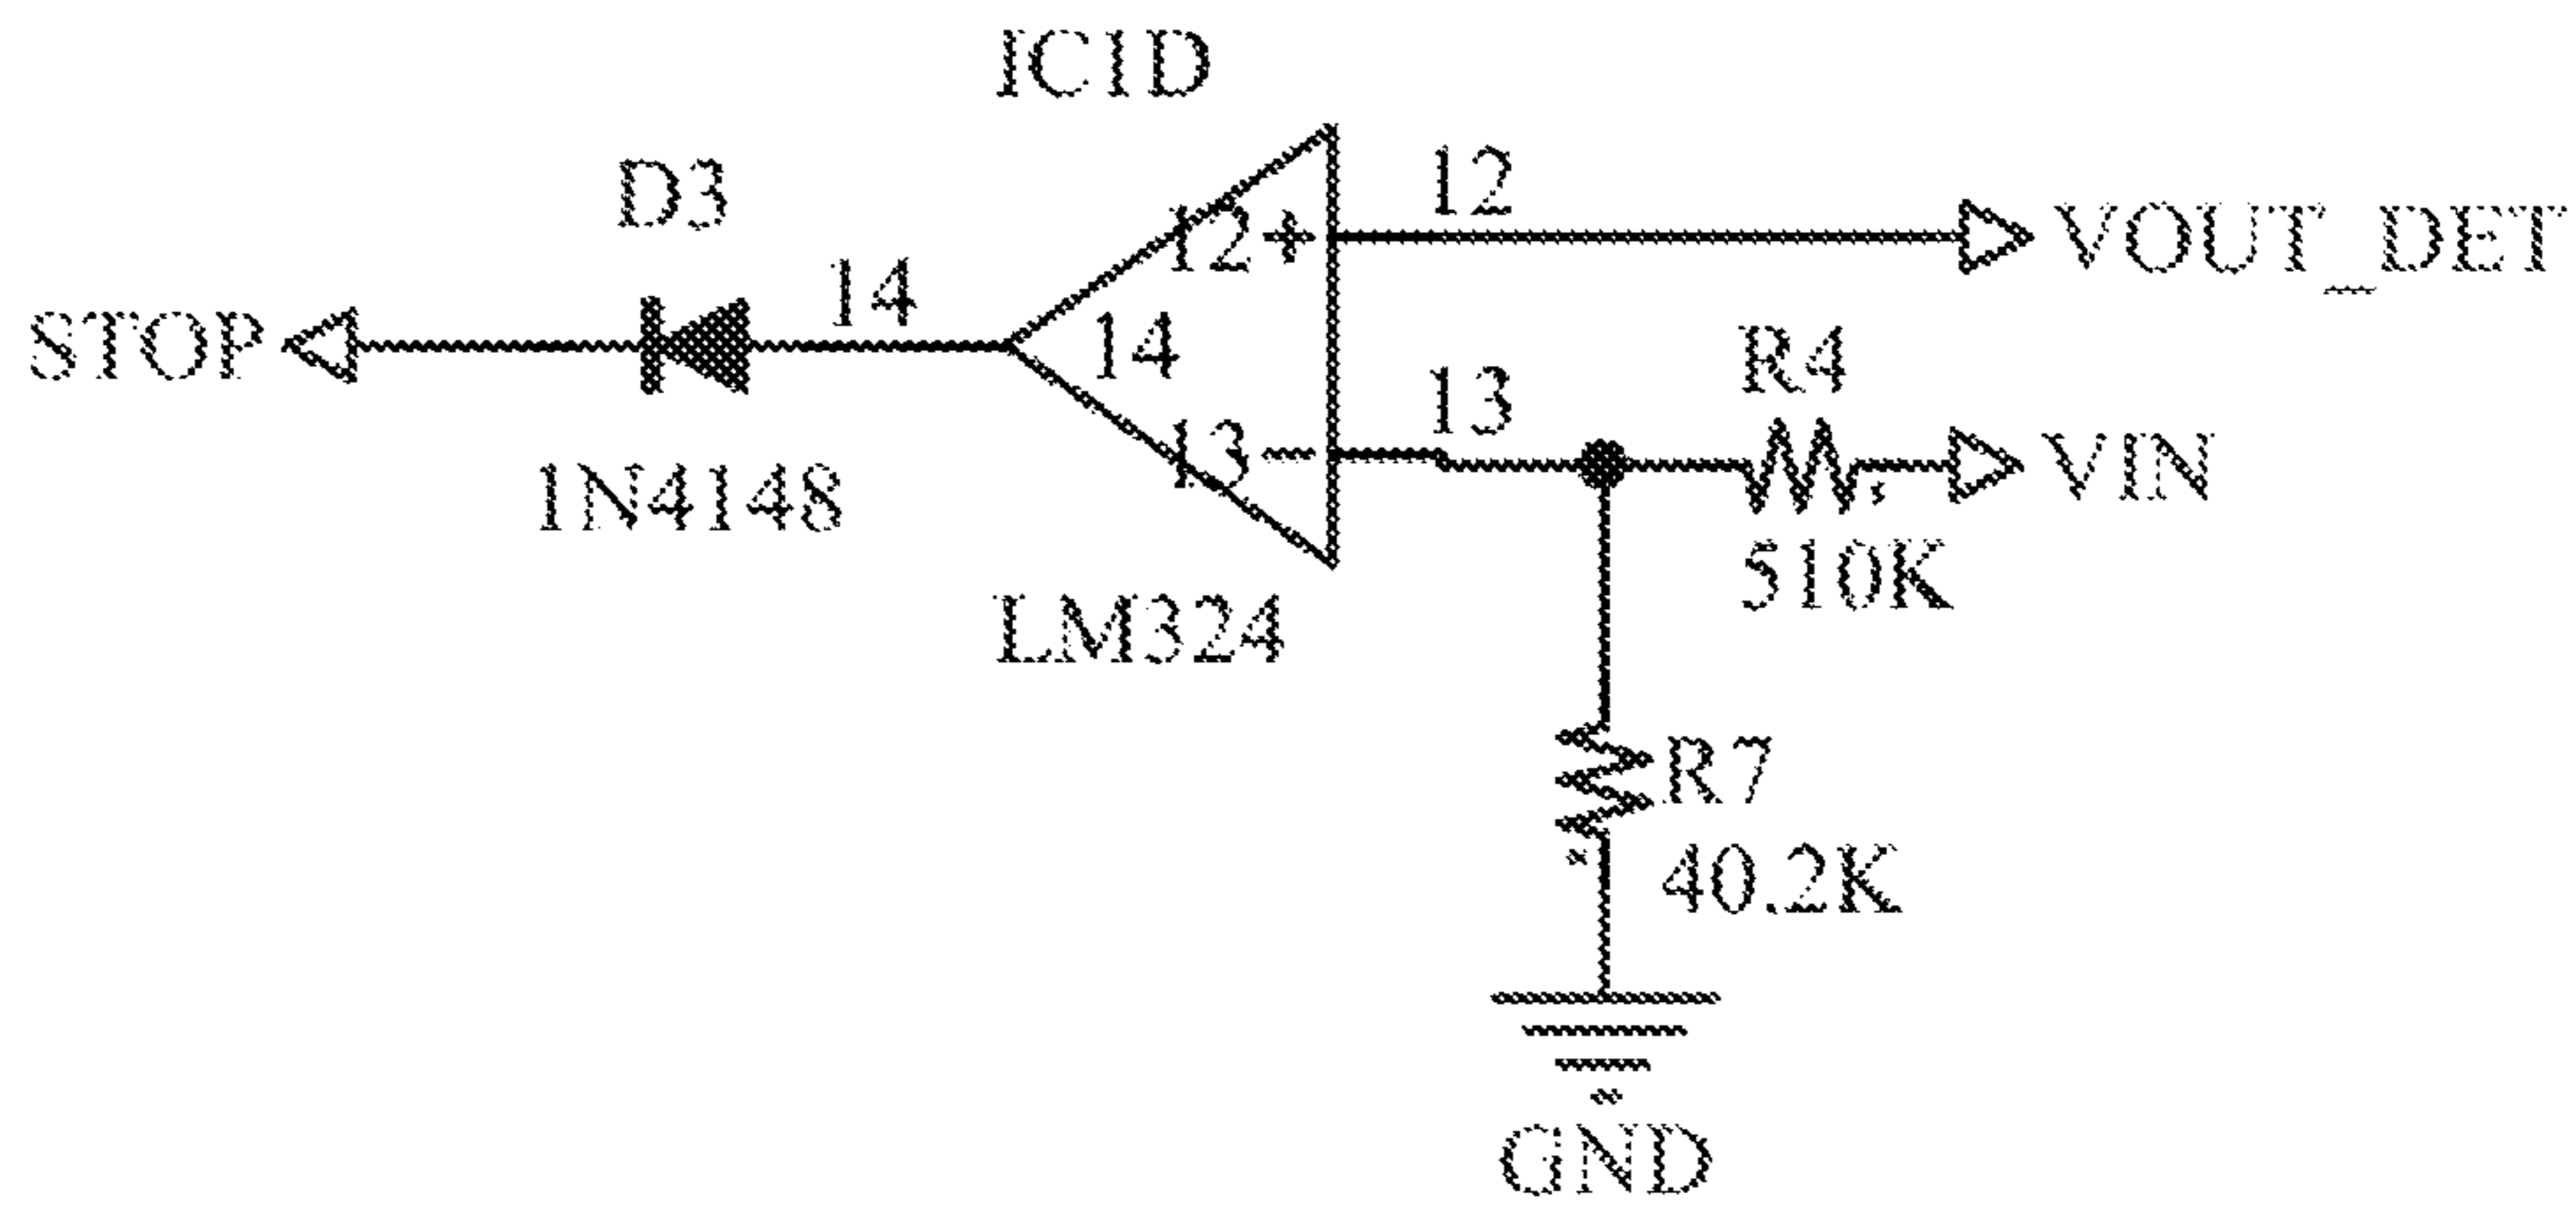 IC1D
D3
12
12+
VOUT_DET
14
STOP
14
R4
13
13-
VIN
1N4148
510K
LM324
R7
40.2K
GND